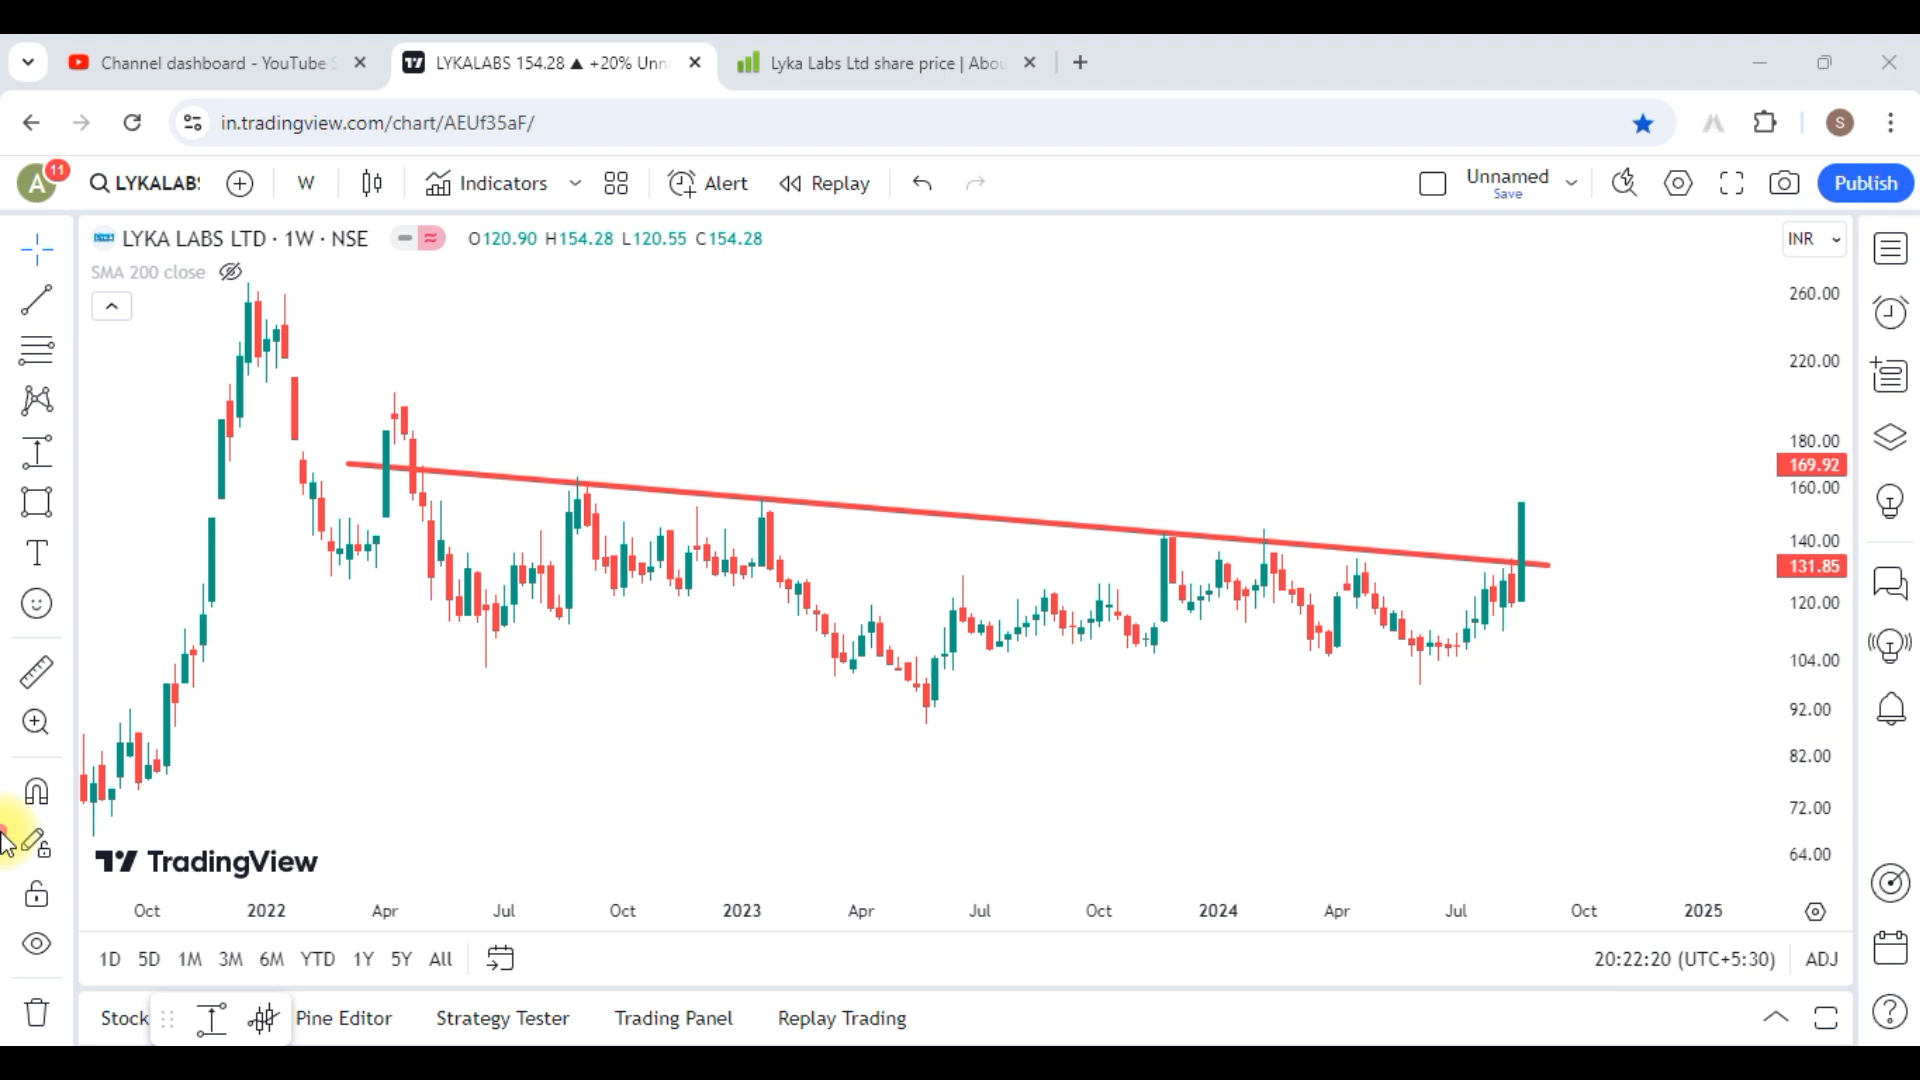 Channel dashboard - YouTube S
LYKALABS 154.28 ▲ +20% Unn
Lyka Labs Ltd share price | Abou
in.tradingview.com/chart/AEUf35aF/
S
A
11
LYKALABS
W
Indicators
Alert
Replay
Unnamed
Save
Publish
LYKA LABS LTD · 1W · NSE
O120.90 H154.28 L120.55 C154.28
INR
SMA 200 close
260.00
220.00
180.00
169.92
160.00
140.00
131.85
120.00
104.00
92.00
82.00
72.00
64.00
TradingView
Oct 2022 Apr Jul Oct 2023 Apr Jul Oct 2024 Apr Jul Oct 2025
1D 5D 1M 3M 6M YTD 1Y 5Y All
20:22:20 (UTC+5:30) ADJ
Stock
Pine Editor
Strategy Tester
Trading Panel
Replay Trading